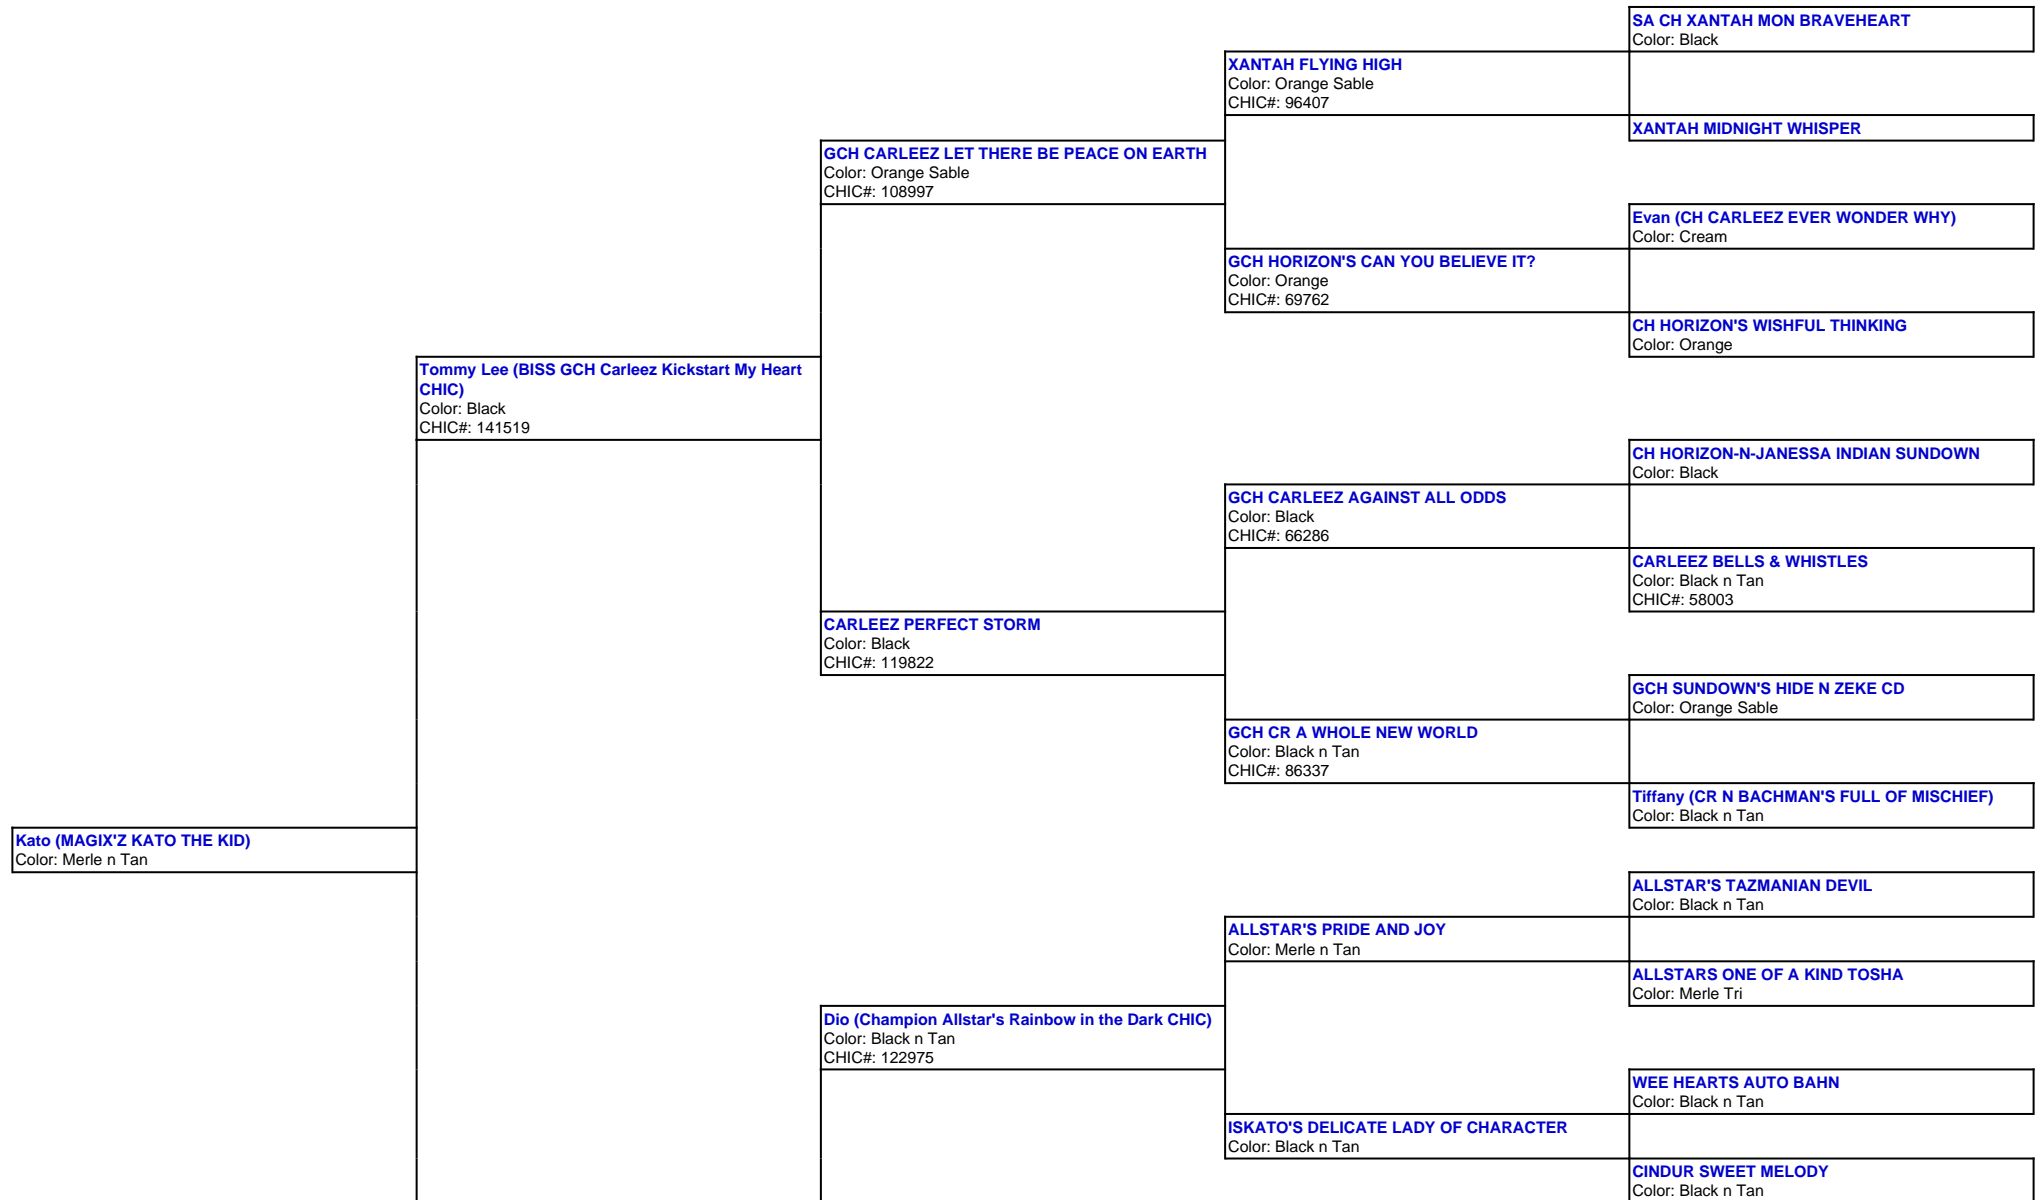 SA CH XANTAH MON BRAVEHEART
Color: Black
XANTAH FLYING HIGH
Color: Orange Sable
CHIC#: 96407
XANTAH MIDNIGHT WHISPER
GCH CARLEEZ LET THERE BE PEACE ON EARTH
Color: Orange Sable
CHIC#: 108997
Evan (CH CARLEEZ EVER WONDER WHY)
Color: Cream
GCH HORIZON'S CAN YOU BELIEVE IT?
Color: Orange
CHIC#: 69762
CH HORIZON'S WISHFUL THINKING
Color: Orange
Tommy Lee (BISS GCH Carleez Kickstart My Heart
CHIC)
Color: Black
CHIC#: 141519
CH HORIZON-N-JANESSA INDIAN SUNDOWN
Color: Black
GCH CARLEEZ AGAINST ALL ODDS
Color: Black
CHIC#: 66286
CARLEEZ BELLS & WHISTLES
Color: Black n Tan
CHIC#: 58003
CARLEEZ PERFECT STORM
Color: Black
CHIC#: 119822
GCH SUNDOWN'S HIDE N ZEKE CD
Color: Orange Sable
GCH CR A WHOLE NEW WORLD
Color: Black n Tan
CHIC#: 86337
Tiffany (CR N BACHMAN'S FULL OF MISCHIEF)
Color: Black n Tan
Kato (MAGIX'Z KATO THE KID)
Color: Merle n Tan
ALLSTAR'S TAZMANIAN DEVIL
Color: Black n Tan
ALLSTAR'S PRIDE AND JOY
Color: Merle n Tan
ALLSTARS ONE OF A KIND TOSHA
Color: Merle Tri
Dio (Champion Allstar's Rainbow in the Dark CHIC)
Color: Black n Tan
CHIC#: 122975
WEE HEARTS AUTO BAHN
Color: Black n Tan
ISKATO'S DELICATE LADY OF CHARACTER
Color: Black n Tan
CINDUR SWEET MELODY
Color: Black n Tan